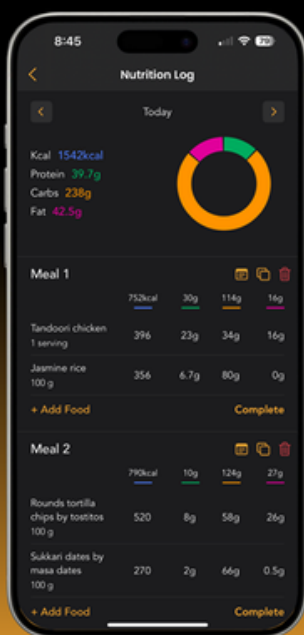 8:45
79
Nutrition Log
Today
Kcal 1542kcal
Protein 39.7g
Carbs 238g
Fat 42.5g
Meal 1
752kcal 30g 114g 16g
Tandoori chicken
1 serving
396 23g 34g 16g
Jasmine rice
100 g
356 6.7g 80g 0g
+ Add Food Complete
Meal 2
790kcal 10g 124g 27g
Rounds tortilla
chips by tostitos
100 g
520 8g 58g 26g
Sukkari dates by
masa dates
100 g
270 2g 66g 0.5g
+ Add Food Complete